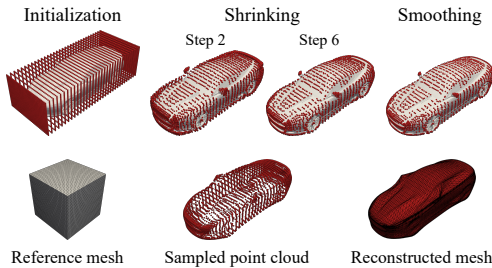 Initialization
Shrinking
Smoothing
Step 2
Step 6
Reference mesh
Sampled point cloud
Reconstructed mesh